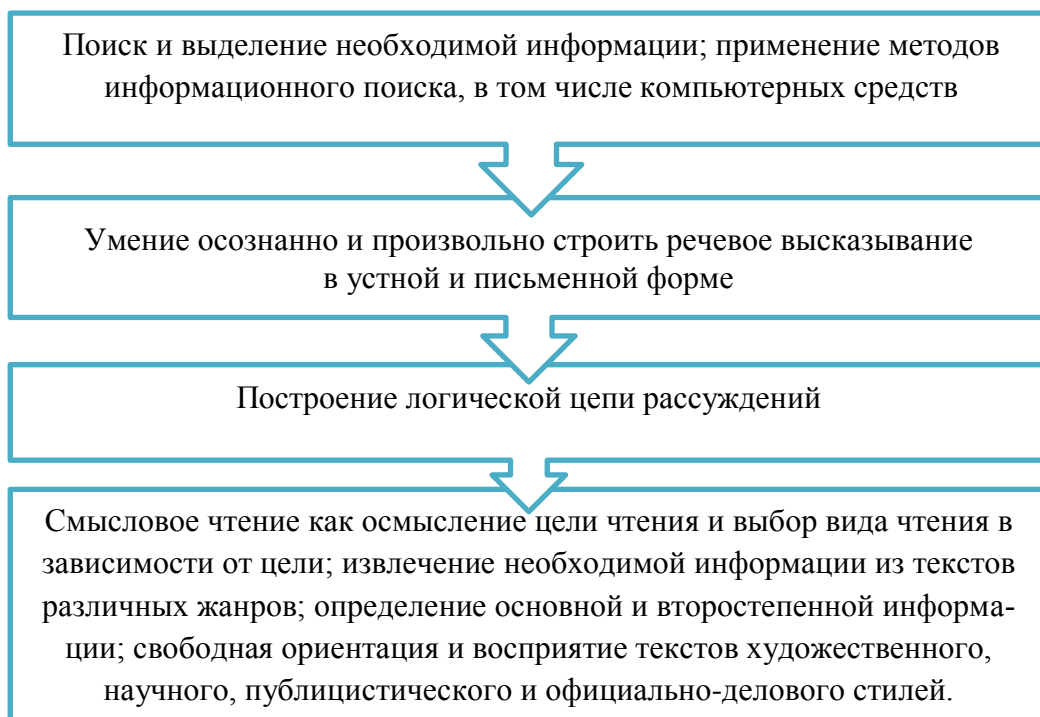 Поиск и выделение необходимой информации; применение методов
информационного поиска, в том числе компьютерных средств
Умение осознанно и произвольно строить речевое высказывание
в устной и письменной форме
Построение логической цепи рассуждений
Смысловое чтение как осмысление цели чтения и выбор вида чтения в
зависимости от цели; извлечение необходимой информации из текстов
различных жанров; определение основной и второстепенной информа-
ции; свободная ориентация и восприятие текстов художественного,
научного, публицистического и официально-делового стилей.